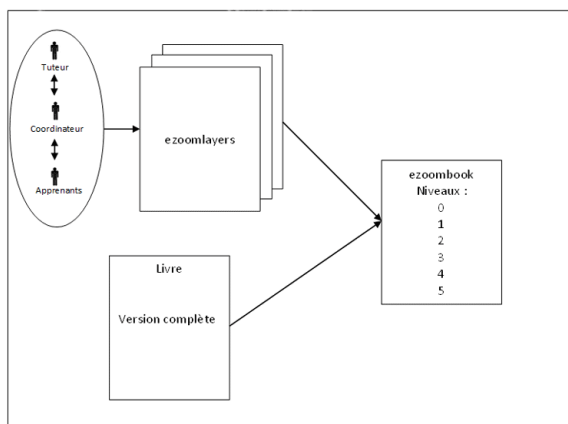 Tuteur
Coordinateur
Apprenants
ezoomlayers
Livre
Version complète
ezoombook
Niveaux :
0
1
2
3
4
5